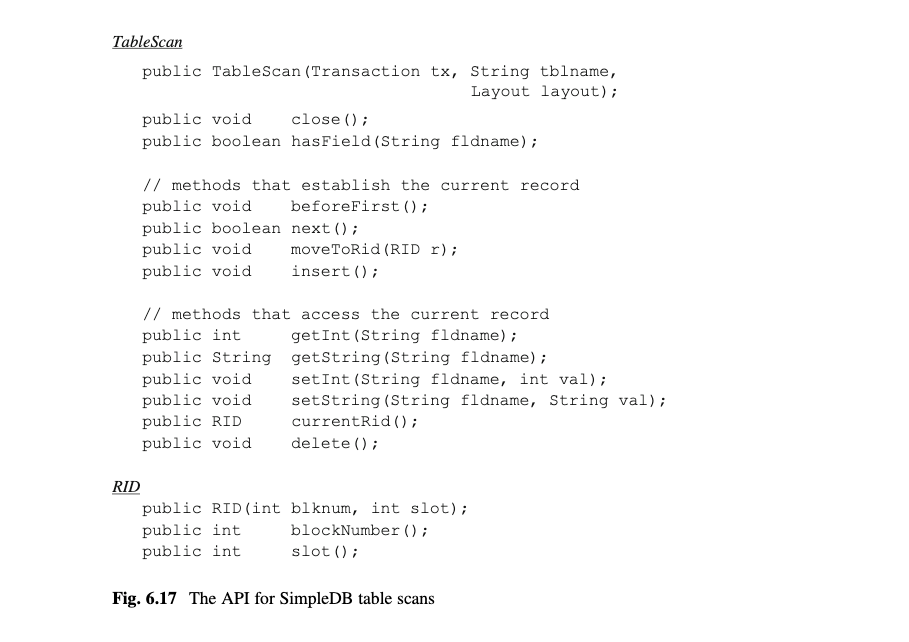 TableScan
public TableScan(Transaction tx, String tblname,
Layout layout);
public void close();
public boolean hasField(String fldname);
// methods that establish the current record
public void beforeFirst();
public boolean next();
public void moveToRid(RID r);
public void insert();
// methods that access the current record
public int getInt(String fldname);
public String getString(String fldname);
public void setInt(String fldname, int val);
public void setString(String fldname, String val);
public RID currentRid();
public void delete();
RID
public RID(int blknum, int slot);
public int blockNumber();
public int slot();
Fig. 6.17 The API for SimpleDB table scans